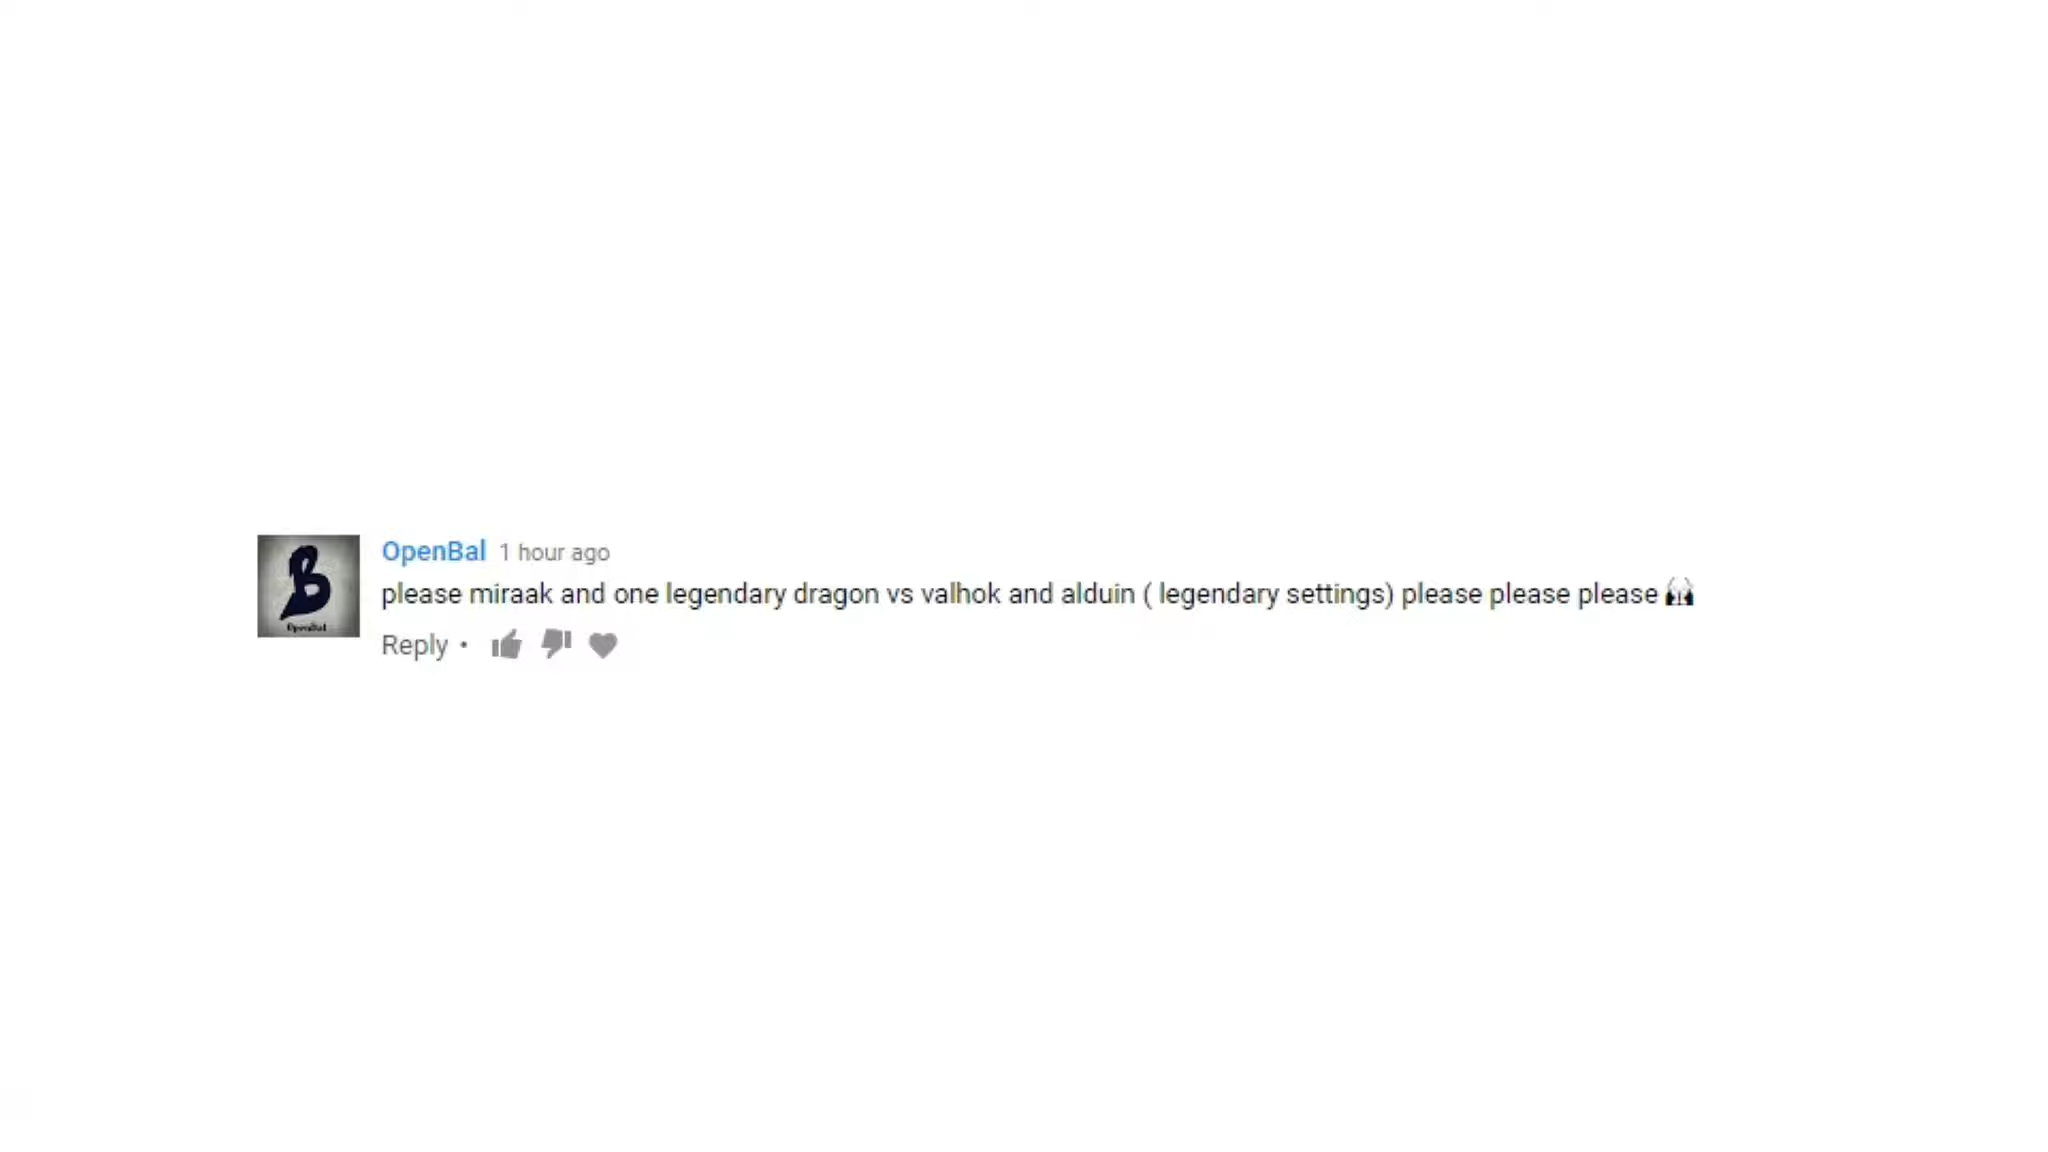 OpenBal 1 hour ago
please miraak and one legendary dragon vs valhok and alduin ( legendary settings) please please please
Reply •
B
OpenBal